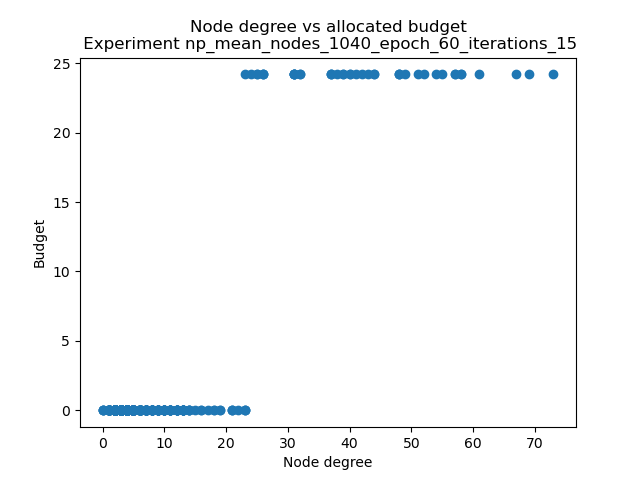 Node degree vs allocated budget
Experiment np_mean_nodes_1040_epoch_60_iterations_15
25
20
15
10
5
0
Budget
0 10 20 30 40 50 60 70
Node degree